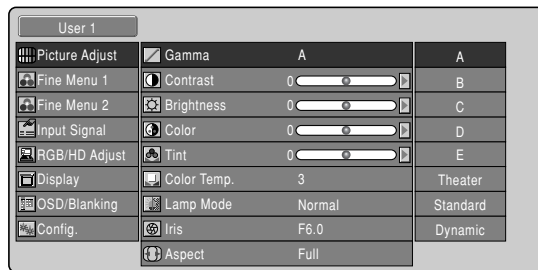 User 1
Picture Adjust Gamma A A
Fine Menu 1 Contrast 0 B
Fine Menu 2 Brightness 0 C
Input Signal Color 0 D
RGB/HD Adjust Tint 0 E
Display Color Temp. 3 Theater
OSD/Blanking Lamp Mode Normal Standard
Config. Iris F6.0 Dynamic
Aspect Full